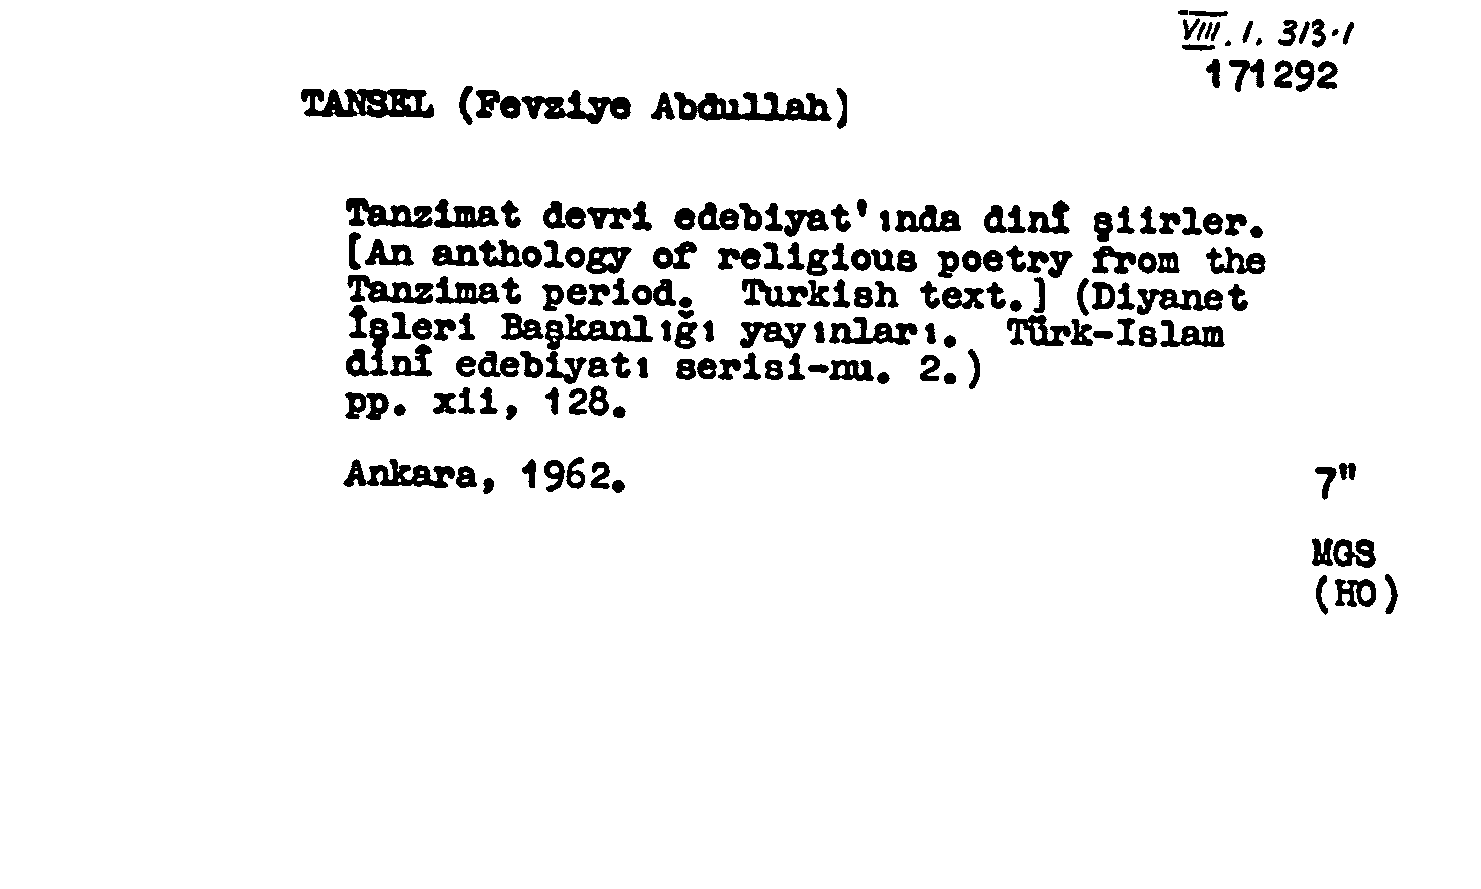 VIII. 1. 313.1
171292
TANSEL (Fevziye Abdullah)
Tanzimat devri edebiyat'ında dinî şiirler.
[An anthology of religious poetry from the
Tanzimat period. Turkish text.] (Diyanet
İşleri Başkanlığı yayınları. Türk-Islam
dinî edebiyatı serisi-nu. 2.)
pp. xii, 128.
Ankara, 1962.
7"
MGS
(HO)